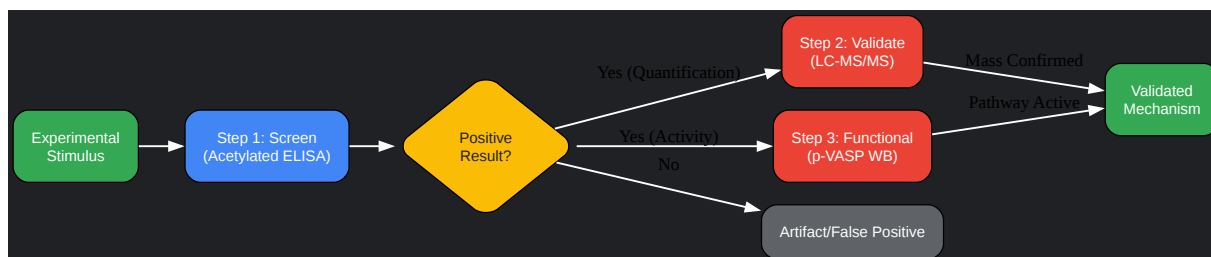 Experimental
Stimulus
Step 1: Screen
(Acetylated ELISA)
Positive
Result?
Yes (Quantification)
Yes (Activity)
No
Step 2: Validate
(LC-MS/MS)
Step 3: Functional
(p-VASP WB)
Artifact/False Positive
Mass Confirmed
Pathway Active
Validated
Mechanism